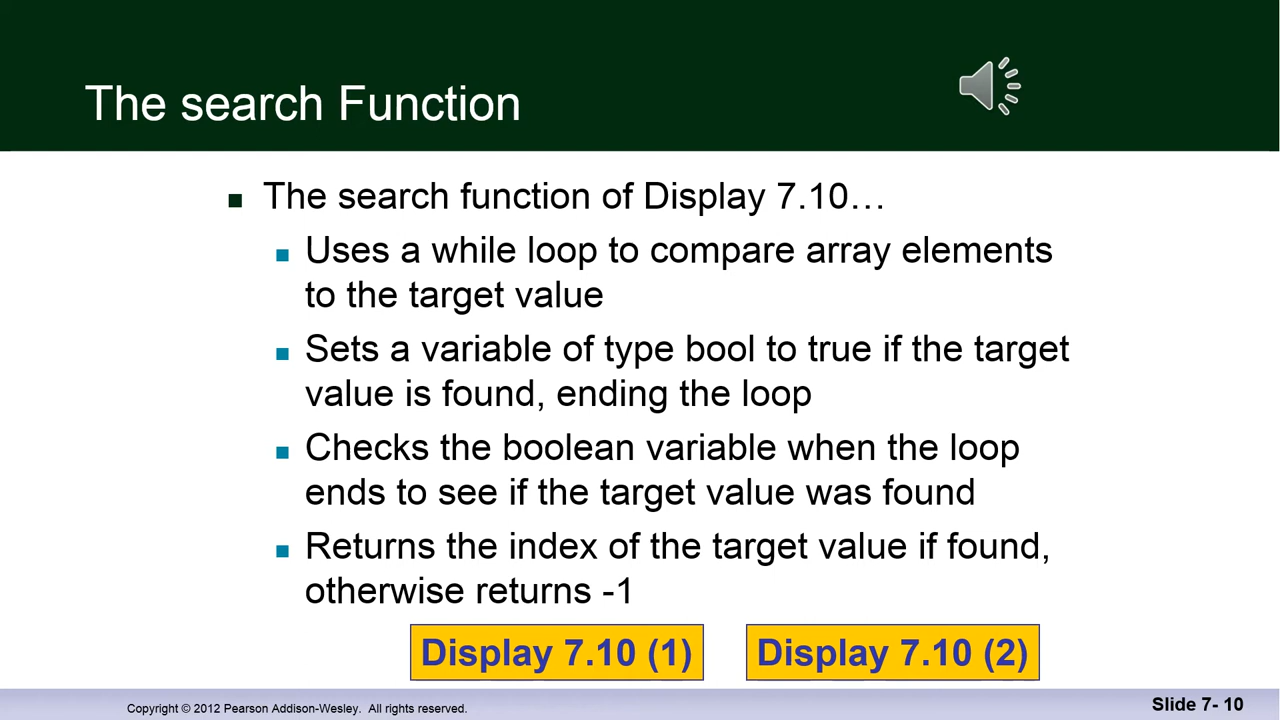 The search Function
The search function of Display 7.10…
Uses a while loop to compare array elements
to the target value
Sets a variable of type bool to true if the target
value is found, ending the loop
Checks the boolean variable when the loop
ends to see if the target value was found
Returns the index of the target value if found,
otherwise returns -1
Display 7.10 (1)
Display 7.10 (2)
Copyright © 2012 Pearson Addison-Wesley. All rights reserved.
Slide 7- 10